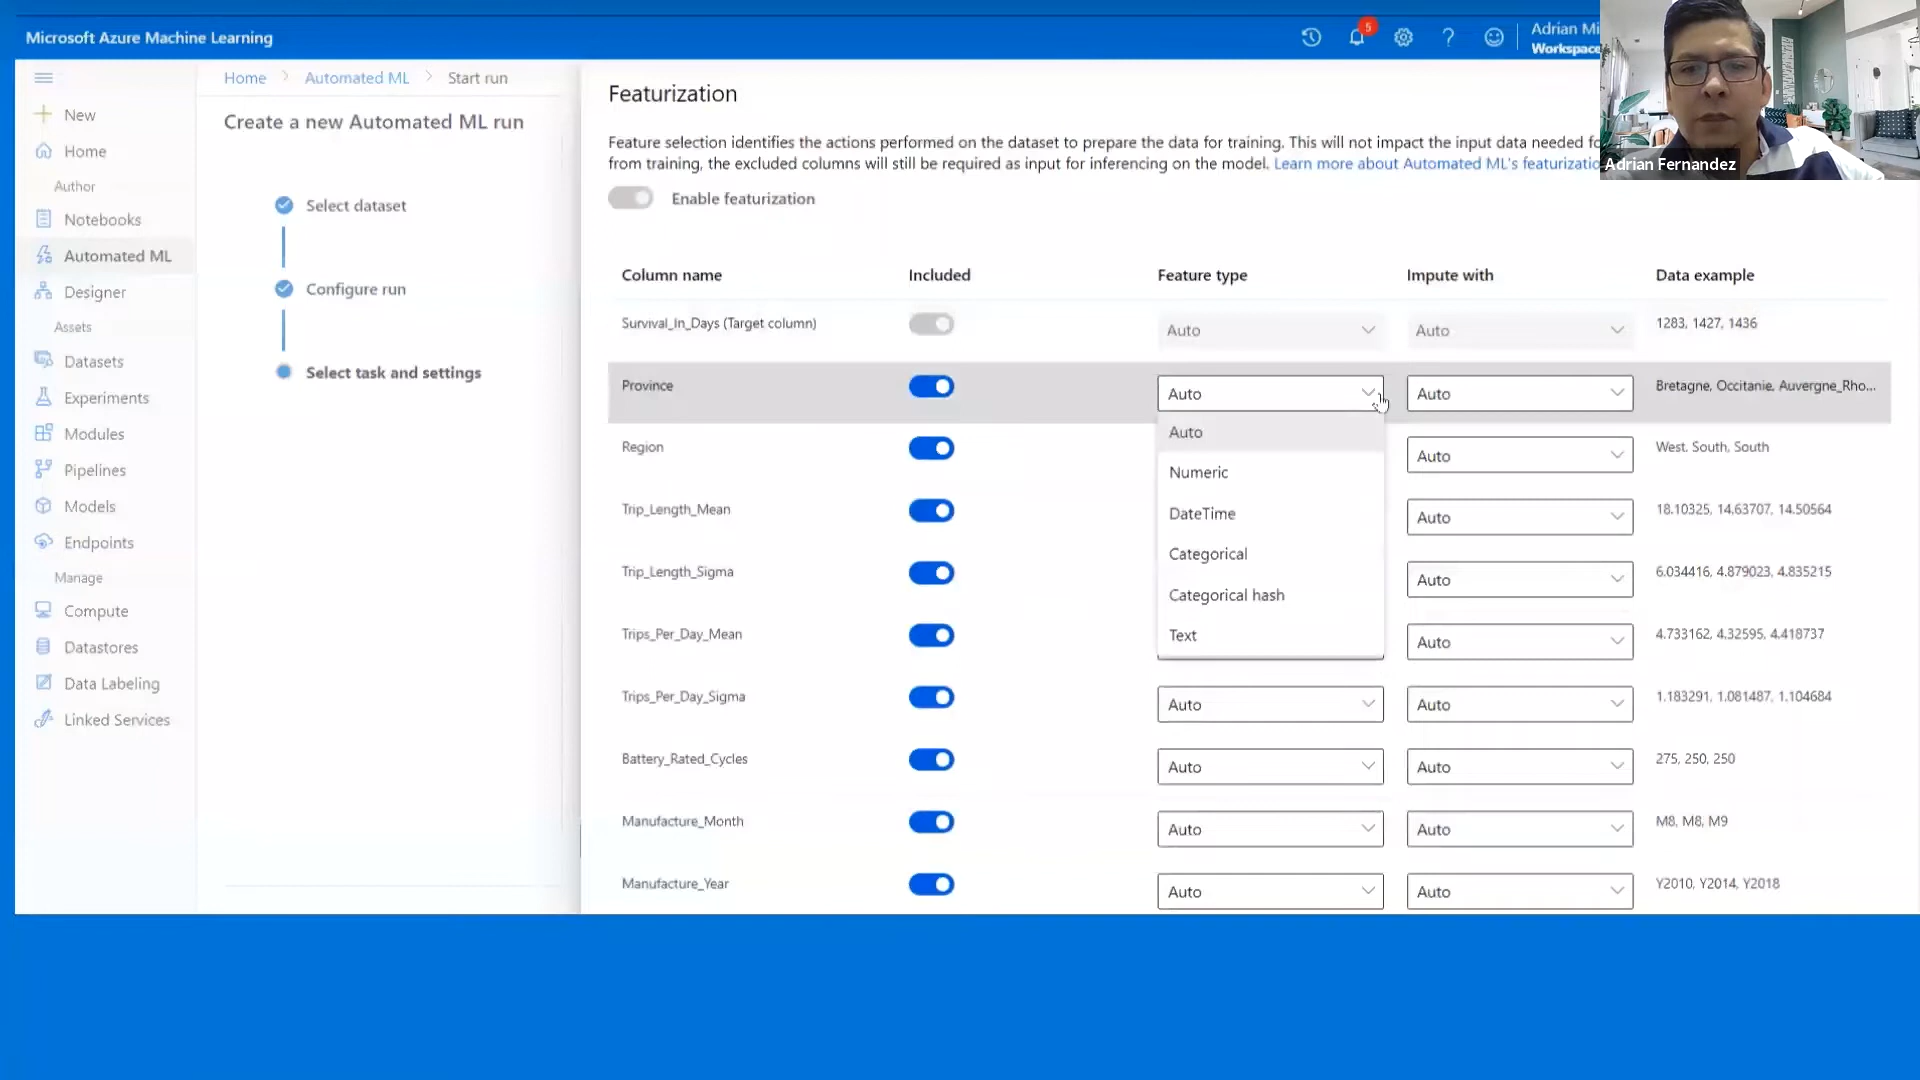 Microsoft Azure Machine Learning
5
Adrian Mi
Workspace
Adrian Fernandez
New
Home
Author
Notebooks
Automated ML
Designer
Assets
Datasets
Experiments
Modules
Pipelines
Models
Endpoints
Manage
Compute
Datastores
Data Labeling
Linked Services
Home > Automated ML > Start run
Create a new Automated ML run
Select dataset
Configure run
Select task and settings
Featurization
Feature selection identifies the actions performed on the dataset to prepare the data for training. This will not impact the input data needed fo
from training, the excluded columns will still be required as input for inferencing on the model. Learn more about Automated ML's featurizatio
Enable featurization
Column name Included Feature type Impute with Data example
Survival_In_Days (Target column) Auto Auto 1283, 1427, 1436
Province Auto Auto Bretagne, Occitanie, Auvergne_Rho...
Auto
Numeric
DateTime
Categorical
Categorical hash
Text
Region Auto West, South, South
Trip_Length_Mean Auto 18.10325, 14.63707, 14.50564
Trip_Length_Sigma Auto 6.034416, 4.879023, 4.835215
Trips_Per_Day_Mean Auto 4.733162, 4.32595, 4.418737
Trips_Per_Day_Sigma Auto Auto 1.183291, 1.081487, 1.104684
Battery_Rated_Cycles Auto Auto 275, 250, 250
Manufacture_Month Auto Auto M8, M8, M9
Manufacture_Year Auto Auto Y2010, Y2014, Y2018